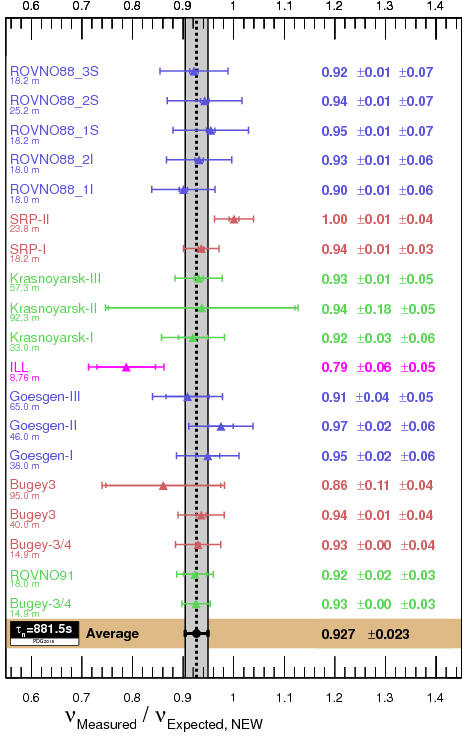 0.6 0.7 0.8 0.9 1 1.1 1.2 1.3 1.4
ROVNO88_3S 0.92 ±0.01 ±0.07
18.2 m
ROVNO88_2S 0.94 ±0.01 ±0.07
25.2 m
ROVNO88_1S 0.95 ±0.01 ±0.07
18.2 m
ROVNO88_2I 0.93 ±0.01 ±0.06
18.0 m
ROVNO88_1I 0.90 ±0.01 ±0.06
18.0 m
SRP-II 1.00 ±0.01 ±0.04
23.8 m
SRP-I 0.94 ±0.01 ±0.03
18.2 m
Krasnoyarsk-III 0.93 ±0.01 ±0.05
57.3 m
Krasnoyarsk-II 0.94 ±0.18 ±0.05
92.3 m
Krasnoyarsk-I 0.92 ±0.03 ±0.06
33.0 m
ILL 0.79 ±0.06 ±0.05
8.76 m
Goesgen-III 0.91 ±0.04 ±0.05
65.0 m
Goesgen-II 0.97 ±0.02 ±0.06
46.0 m
Goesgen-I 0.95 ±0.02 ±0.06
38.0 m
Bugey3 0.86 ±0.11 ±0.04
95.0 m
Bugey3 0.94 ±0.01 ±0.04
40.0 m
Bugey-3/4 0.93 ±0.00 ±0.04
14.9 m
ROVNO91 0.92 ±0.02 ±0.03
18.0 m
Bugey-3/4 0.93 ±0.00 ±0.03
14.9 m
τn=881.5s Average 0.927 ±0.023
0.6 0.7 0.8 0.9 1 1.1 1.2 1.3 1.4
νMeasured / νExpected, NEW